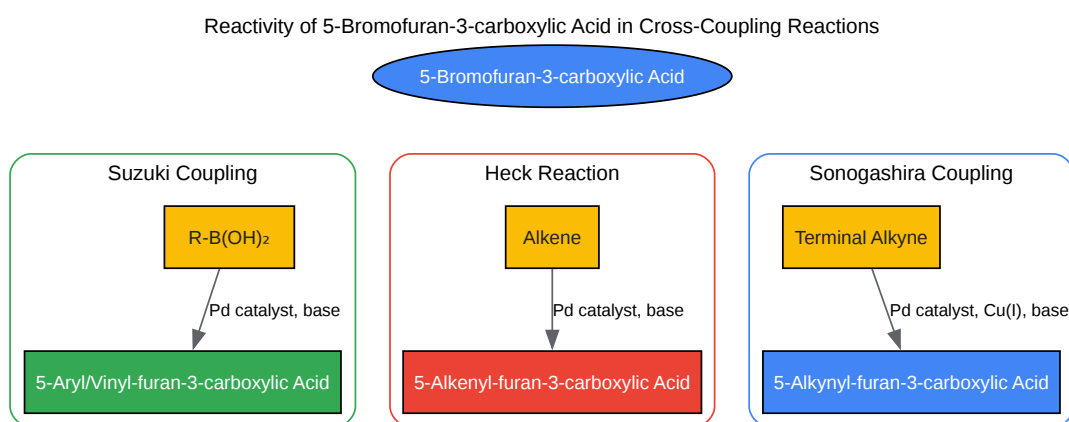 Reactivity of 5-Bromofuran-3-carboxylic Acid in Cross-Coupling Reactions
5-Bromofuran-3-carboxylic Acid
Suzuki Coupling
R-B(OH)₂
Pd catalyst, base
5-Aryl/Vinyl-furan-3-carboxylic Acid
Heck Reaction
Alkene
Pd catalyst, base
5-Alkenyl-furan-3-carboxylic Acid
Sonogashira Coupling
Terminal Alkyne
Pd catalyst, Cu(I), base
5-Alkynyl-furan-3-carboxylic Acid